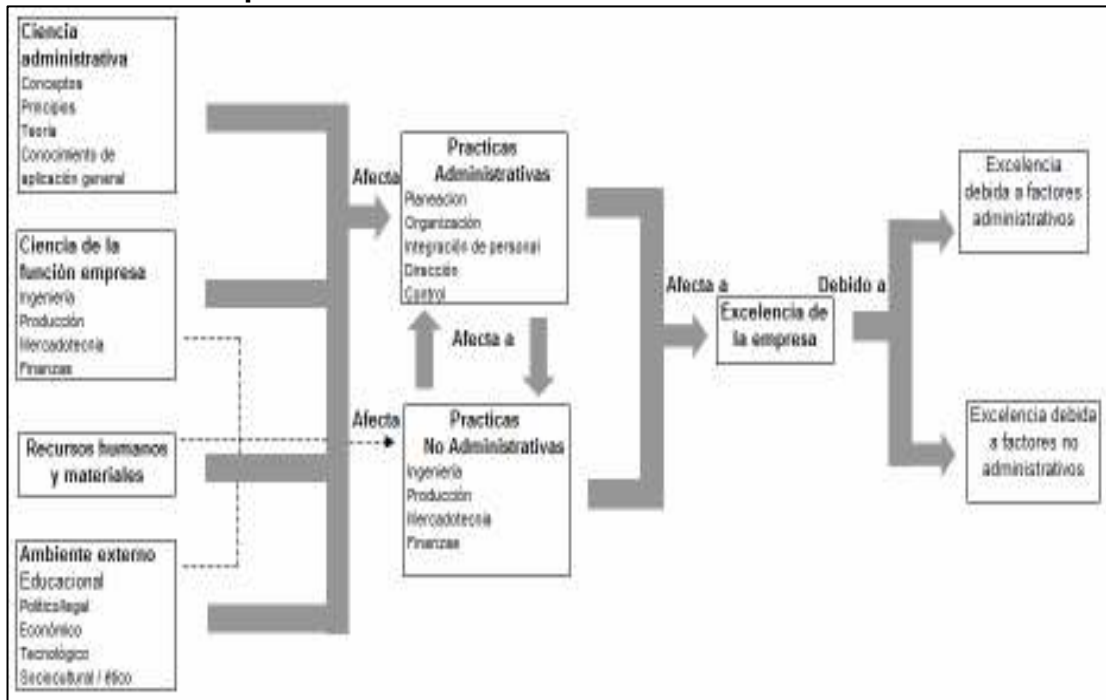 Ciencia
administrativa
Conceptos
Principios
Teoría
Conocimiento de
aplicación general
Ciencia de la
función empresa
Ingeniería
Producción
Mercadotecnia
Finanzas
Recursos humanos
y materiales
Ambiente externo
Educacional
Político/legal
Económico
Tecnológico
Sociocultural / ético
Afecta
Practicas
Administrativas
Planeacion
Organización
Integración de personal
Dirección
Control
Afecta a
Afecta
Practicas
No Administrativas
Ingeniería
Producción
Mercadotecnia
Finanzas
Afecta a
Excelencia de
la empresa
Debido a
Excelencia
debida a factores
administrativos
Excelencia debida
a factores no
administrativos